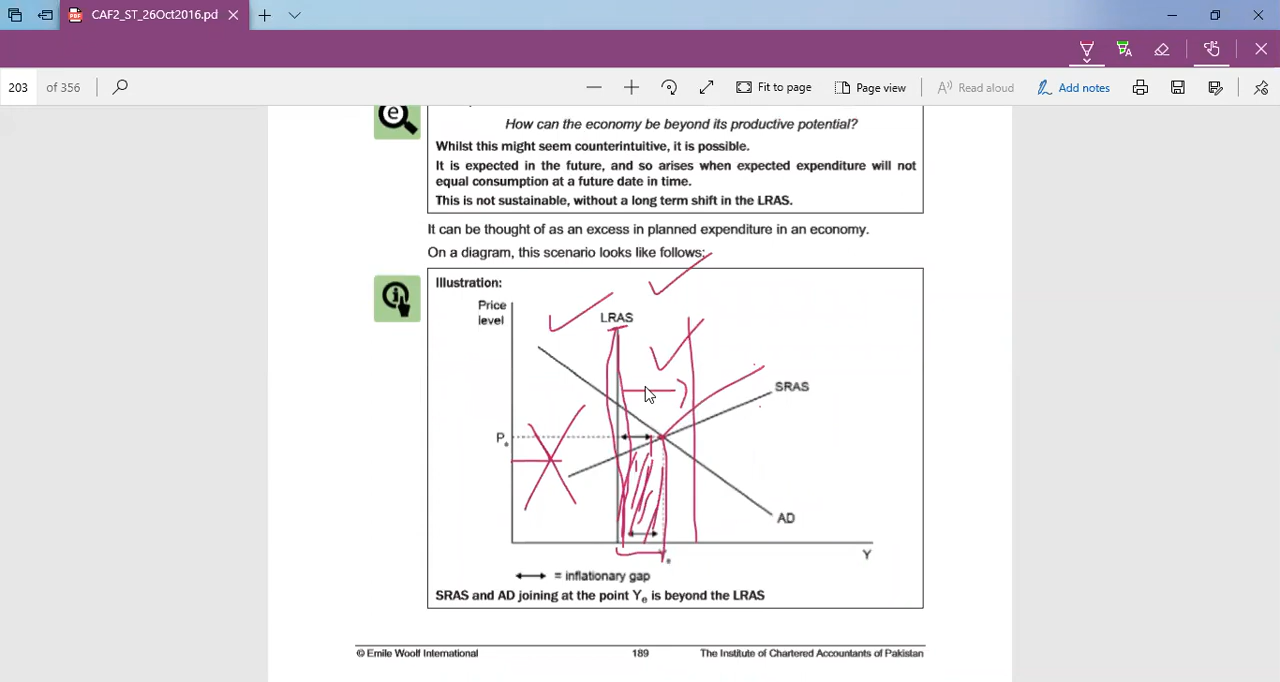 CAF2_ST_26Oct2016.pd
203 of 356
Fit to page
Page view
Read aloud
Add notes
How can the economy be beyond its productive potential?
Whilst this might seem counterintuitive, it is possible.
It is expected in the future, and so arises when expected expenditure will not
equal consumption at a future date in time.
This is not sustainable, without a long term shift in the LRAS.
It can be thought of as an excess in planned expenditure in an economy.
On a diagram, this scenario looks like follows:
Illustration:
Price
level
LRAS
SRAS
Pe
AD
Ye
Y
= inflationary gap
SRAS and AD joining at the point Ye is beyond the LRAS
© Emile Woolf International
189
The Institute of Chartered Accountants of Pakistan